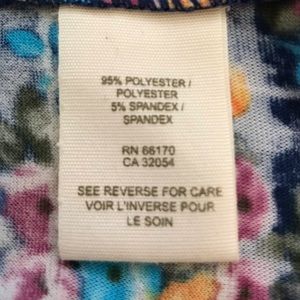 95% POLYESTER /
POLYESTER
5% SPANDEX /
SPANDEX
RN 66170
CA 32054
SEE REVERSE FOR CARE
VOIR L'INVERSE POUR
LE SOIN